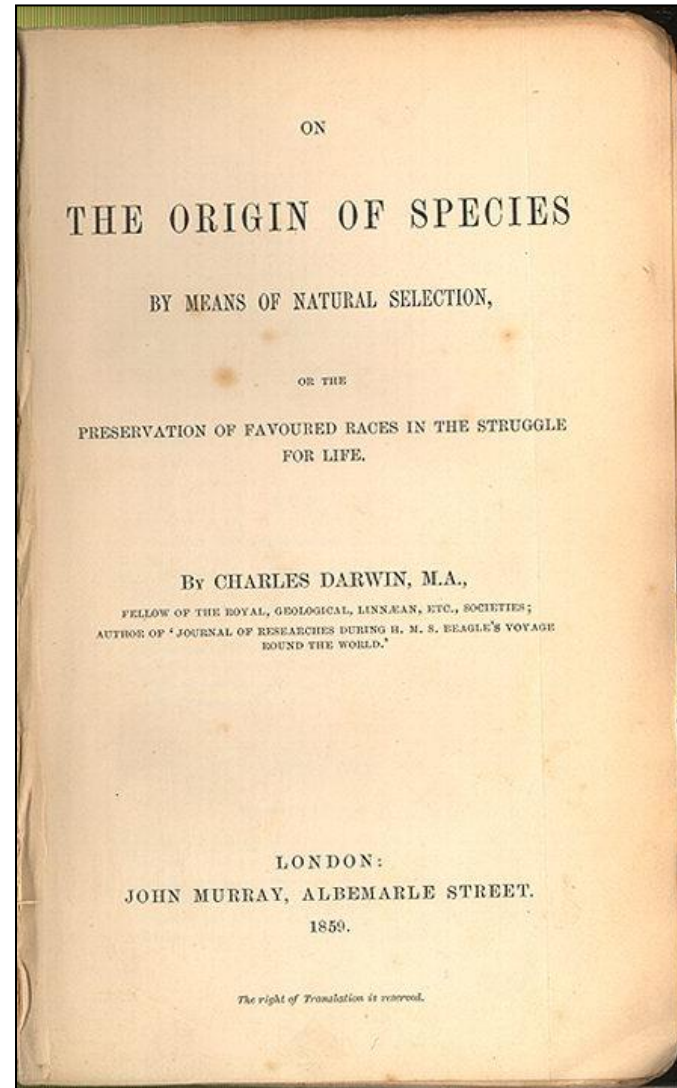 ON
THE ORIGIN OF SPECIES
BY MEANS OF NATURAL SELECTION,
OR THE
PRESERVATION OF FAVOURED RACES IN THE STRUGGLE
FOR LIFE.
By CHARLES DARWIN, M.A.,
FELLOW OF THE ROYAL, GEOLOGICAL, LINNÆAN, ETC., SOCIETIES;
AUTHOR OF ‘JOURNAL OF RESEARCHES DURING H. M. S. BEAGLE’S VOYAGE
ROUND THE WORLD.’
LONDON:
JOHN MURRAY, ALBEMARLE STREET.
1859.
The right of Translation is reserved.